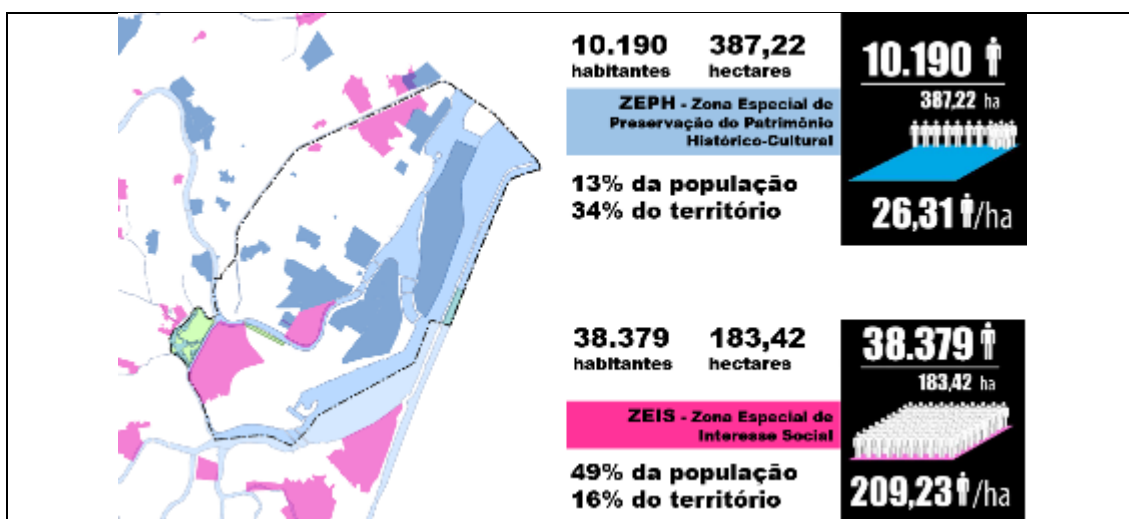 10.190 387,22
habitantes hectares
ZEPH - Zona Especial de
Preservação do Patrimônio
Histórico-Cultural
13% da população
34% do território
10.190
387,22 ha
26,31 /ha
38.379 183,42
habitantes hectares
ZEIS - Zona Especial de
Interesse Social
49% da população
16% do território
38.379
183,42 ha
209,23 /ha